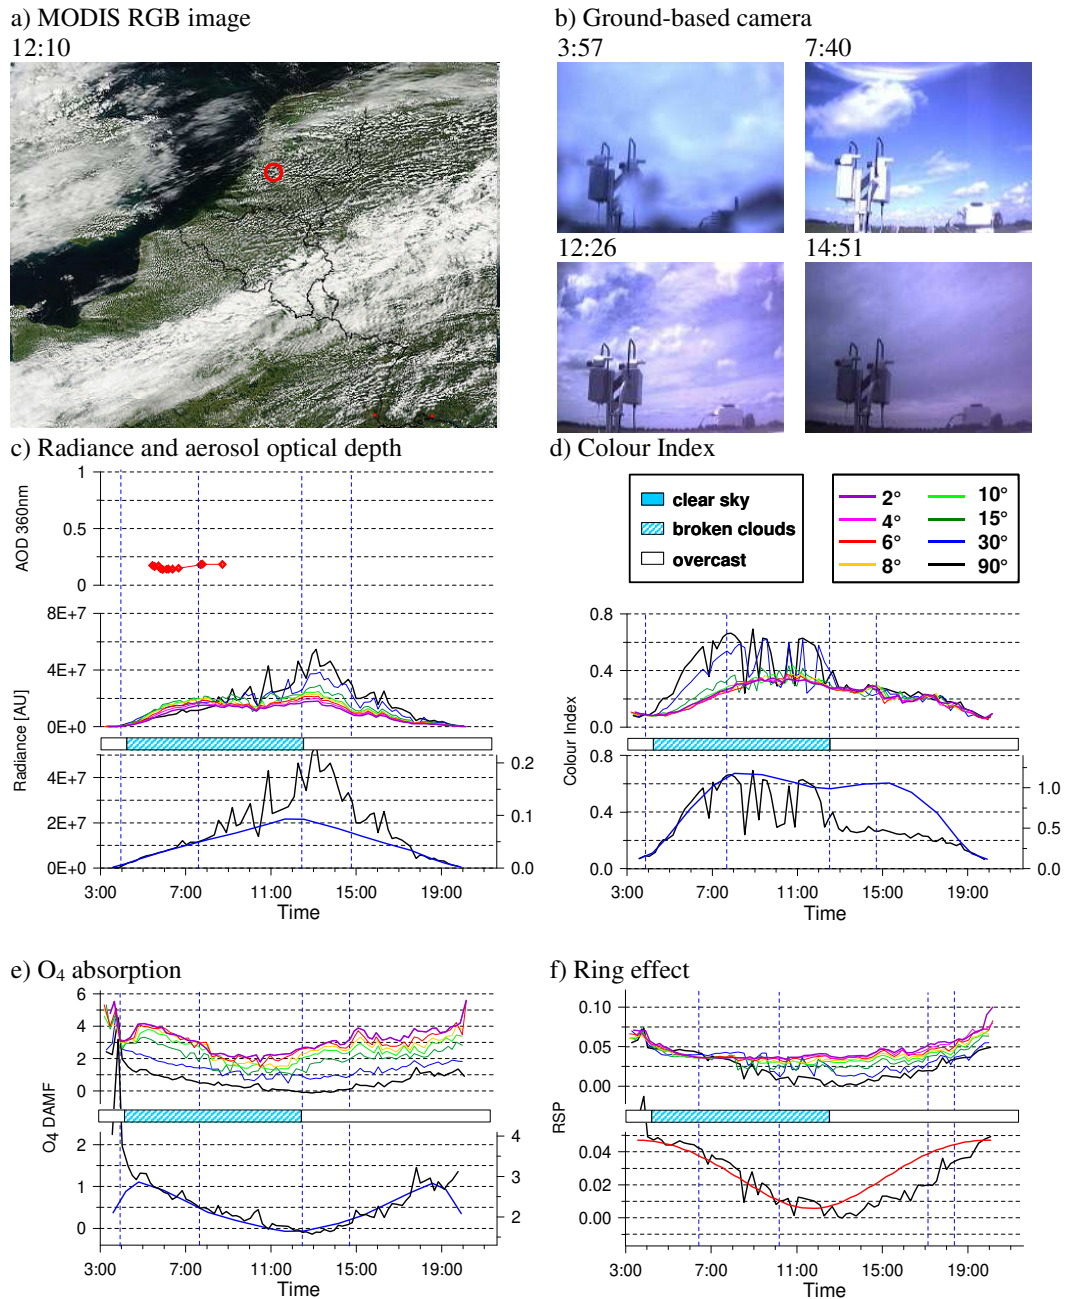 a) MODIS RGB image
12:10
b) Ground-based camera
3:57 7:40
12:26 14:51
c) Radiance and aerosol optical depth
AOD 360nm
1
0.5
0
Radiance [AU]
8E+7
4E+7
0E+0
4E+7
2E+7
0E+0
0.2
0.1
0.0
3:00 7:00 11:00 15:00 19:00
Time
d) Colour Index
clear sky
broken clouds
overcast
2° 10°
4° 15°
6° 30°
8° 90°
Colour Index
0.8
0.4
0.0
0.8
0.4
0.0
1.0
0.5
0.0
3:00 7:00 11:00 15:00 19:00
Time
e) O₄ absorption
O₄ DAMF
6
4
2
0
2
1
0
4
3
2
3:00 7:00 11:00 15:00 19:00
Time
f) Ring effect
RSP
0.10
0.05
0.00
0.04
0.02
0.00
3:00 7:00 11:00 15:00 19:00
Time